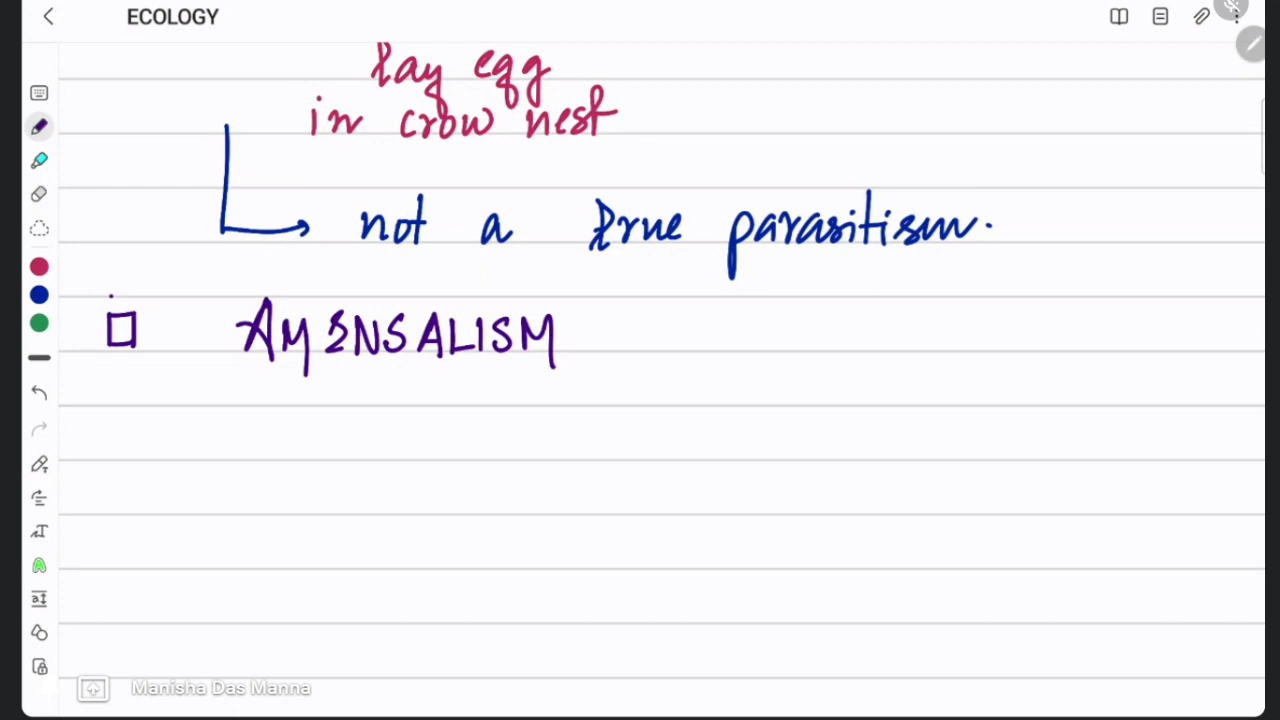 ECOLOGY
lay egg
in crow nest
not a true parasitism.
AMENSALISM
Manisha Das Manna